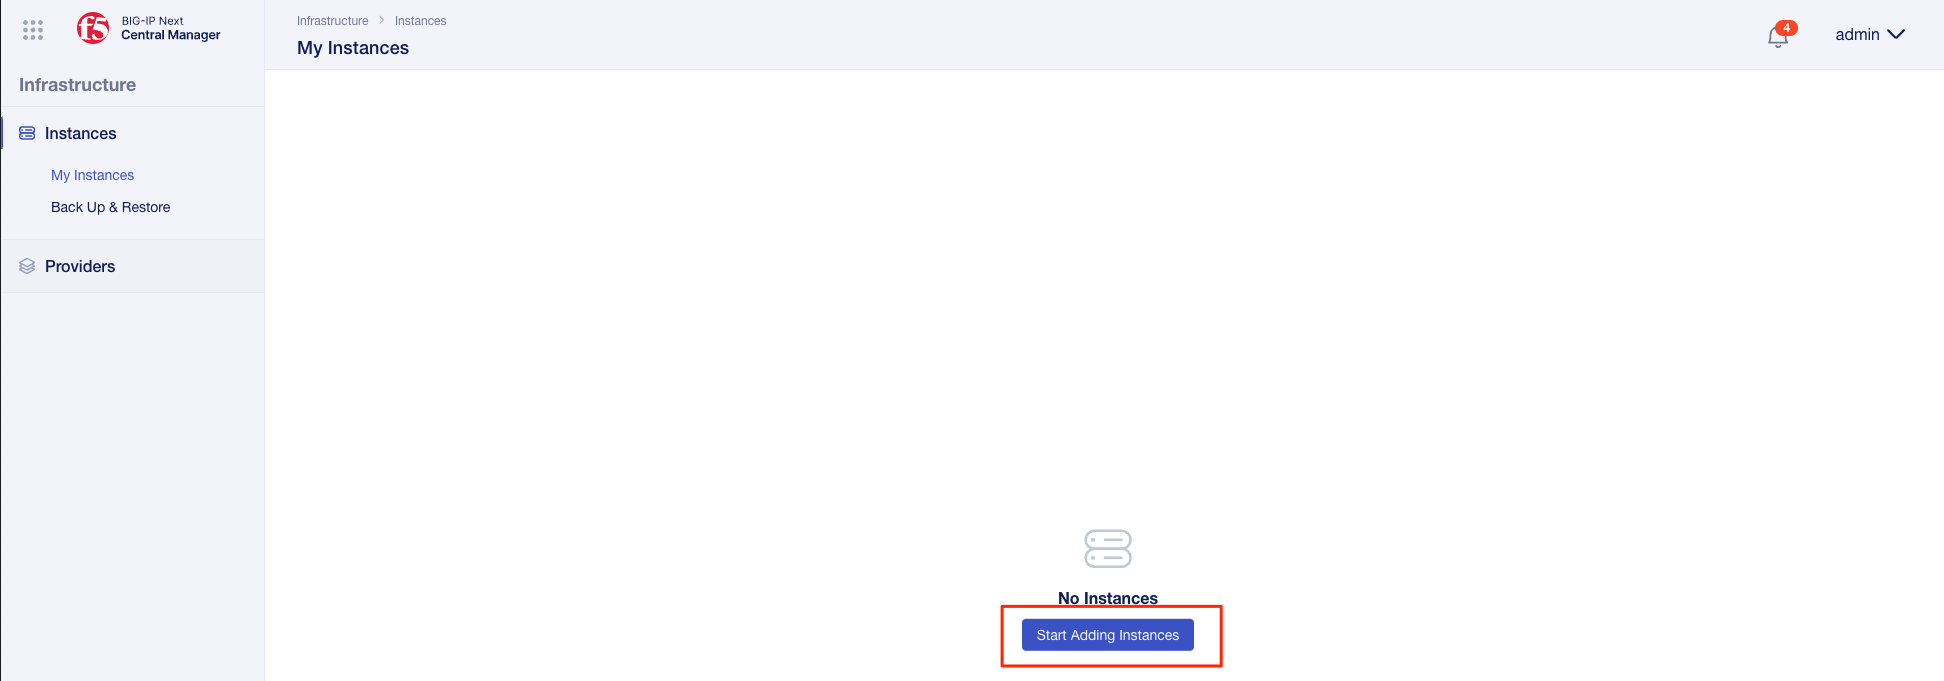 f5
BIG-IP Next
Central Manager
Infrastructure
Instances
My Instances
Back Up & Restore
Providers
Infrastructure > Instances
My Instances
4
admin
No Instances
Start Adding Instances